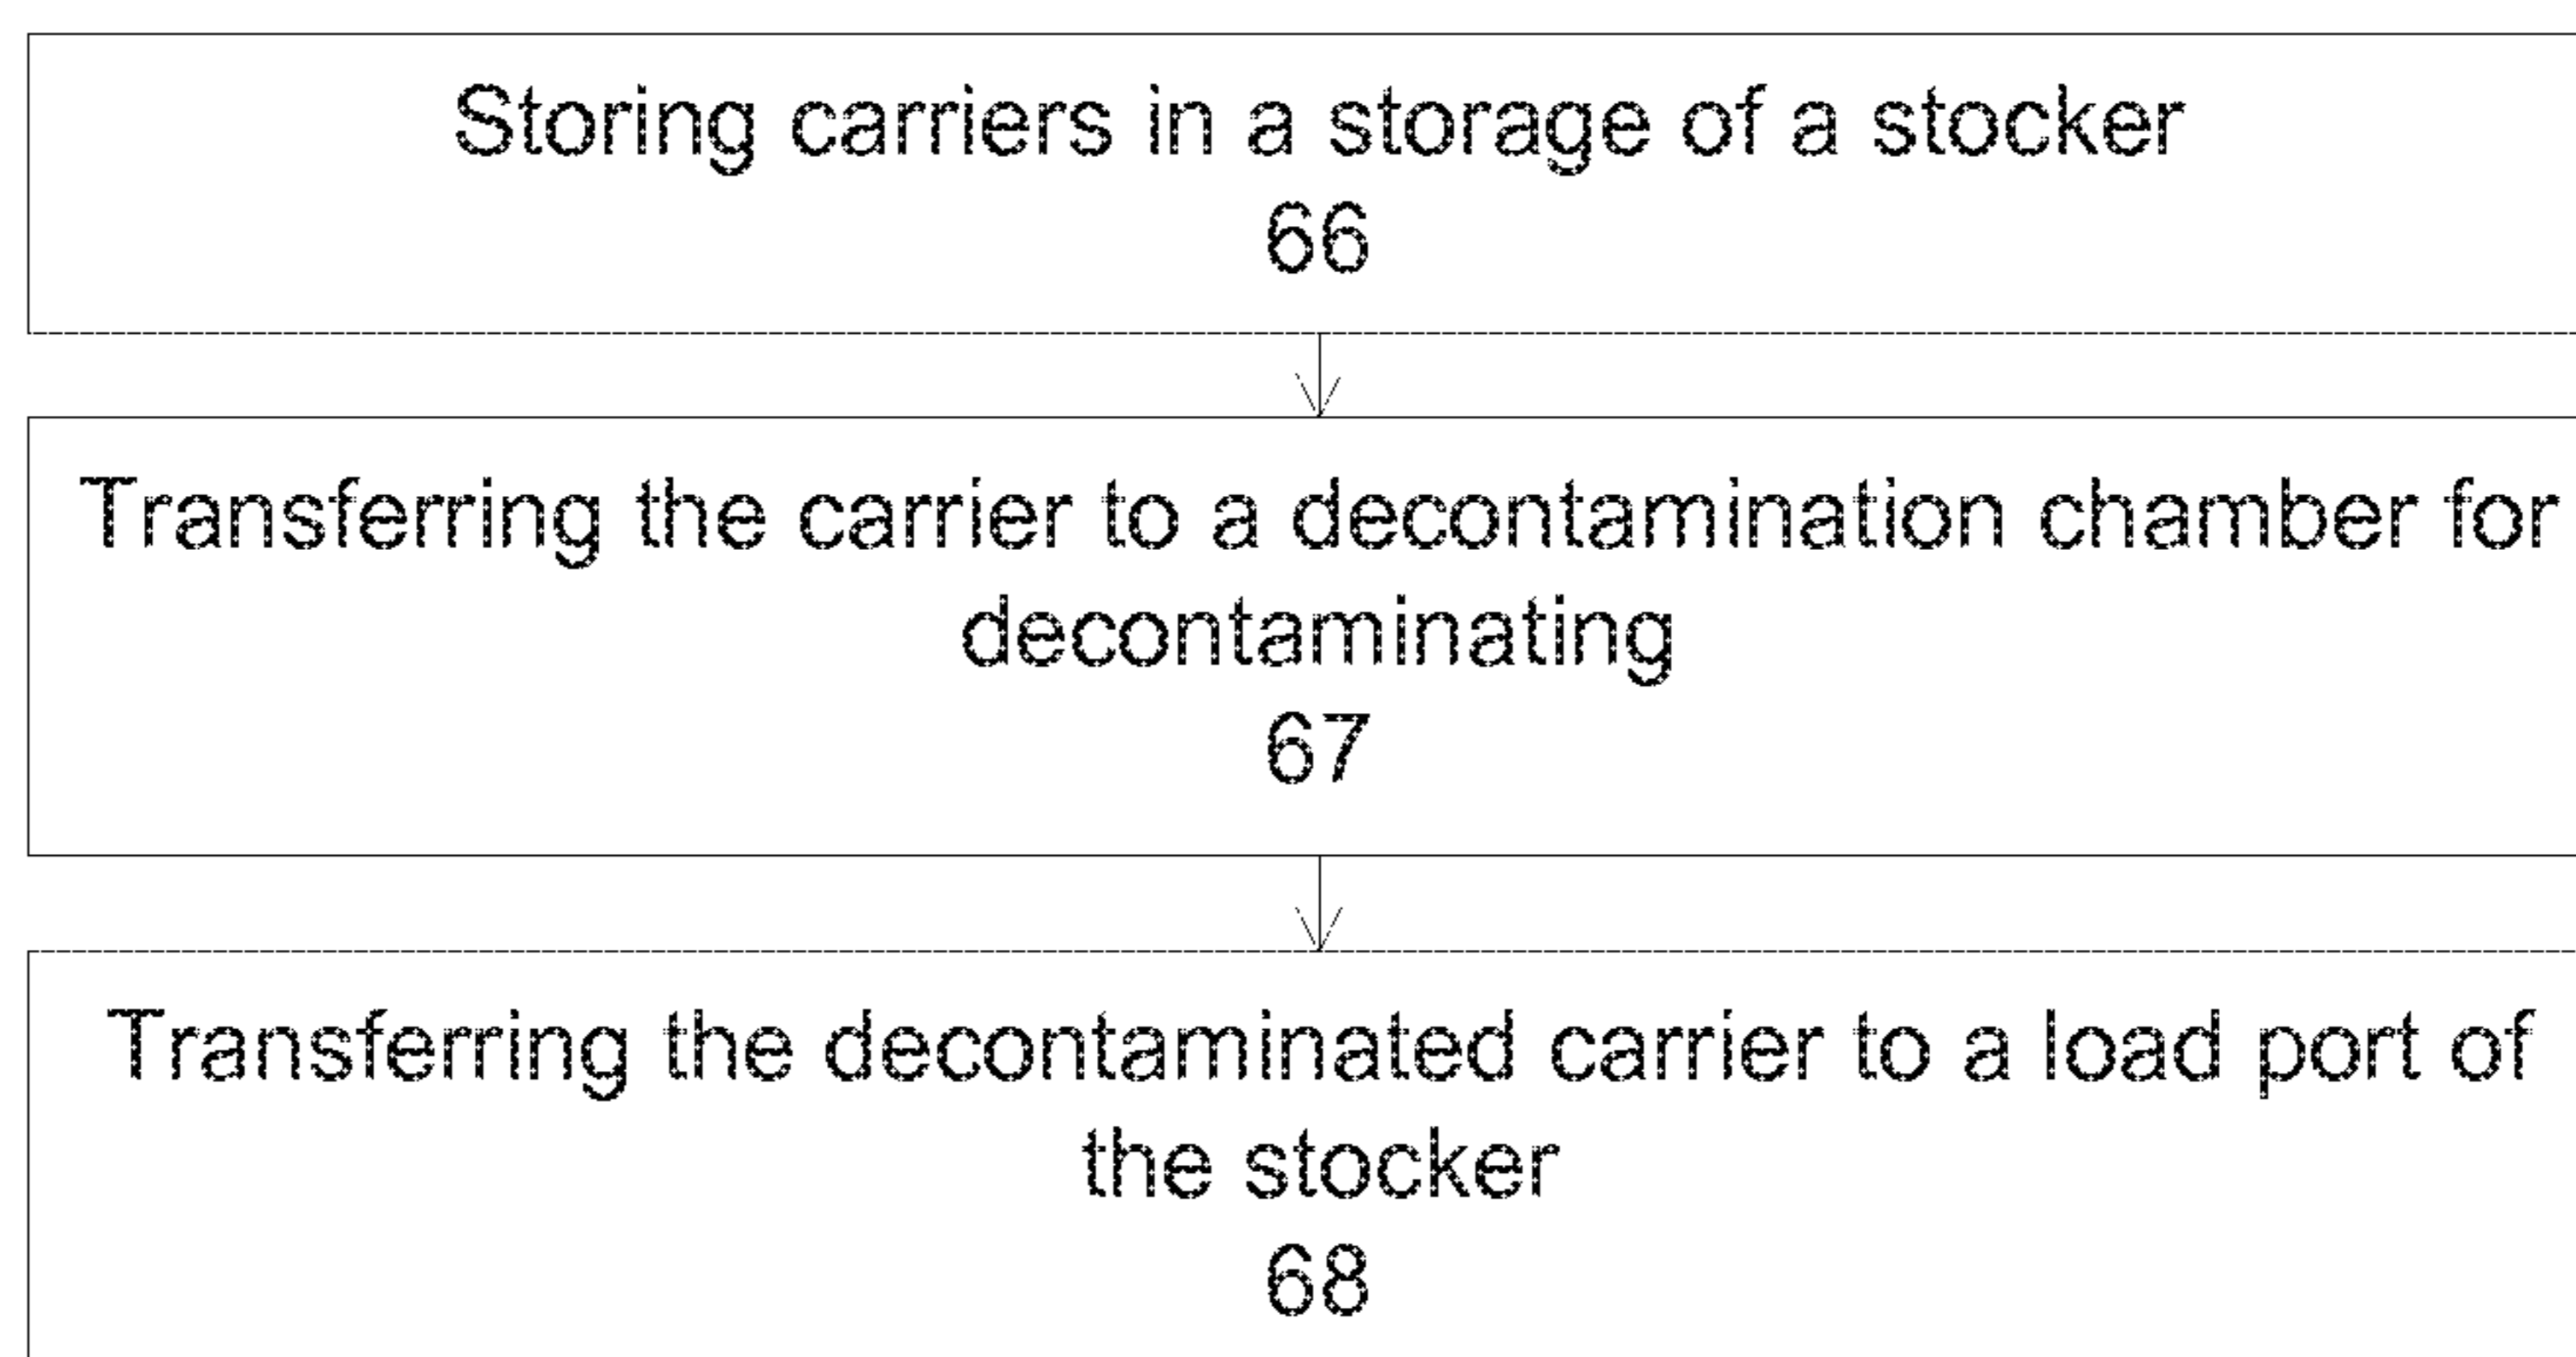 Storing carriers in a storage of a stocker
66
Transferring the carrier to a decontamination chamber for
decontaminating
67
Transferring the decontaminated carrier to a load port of
the stocker
68